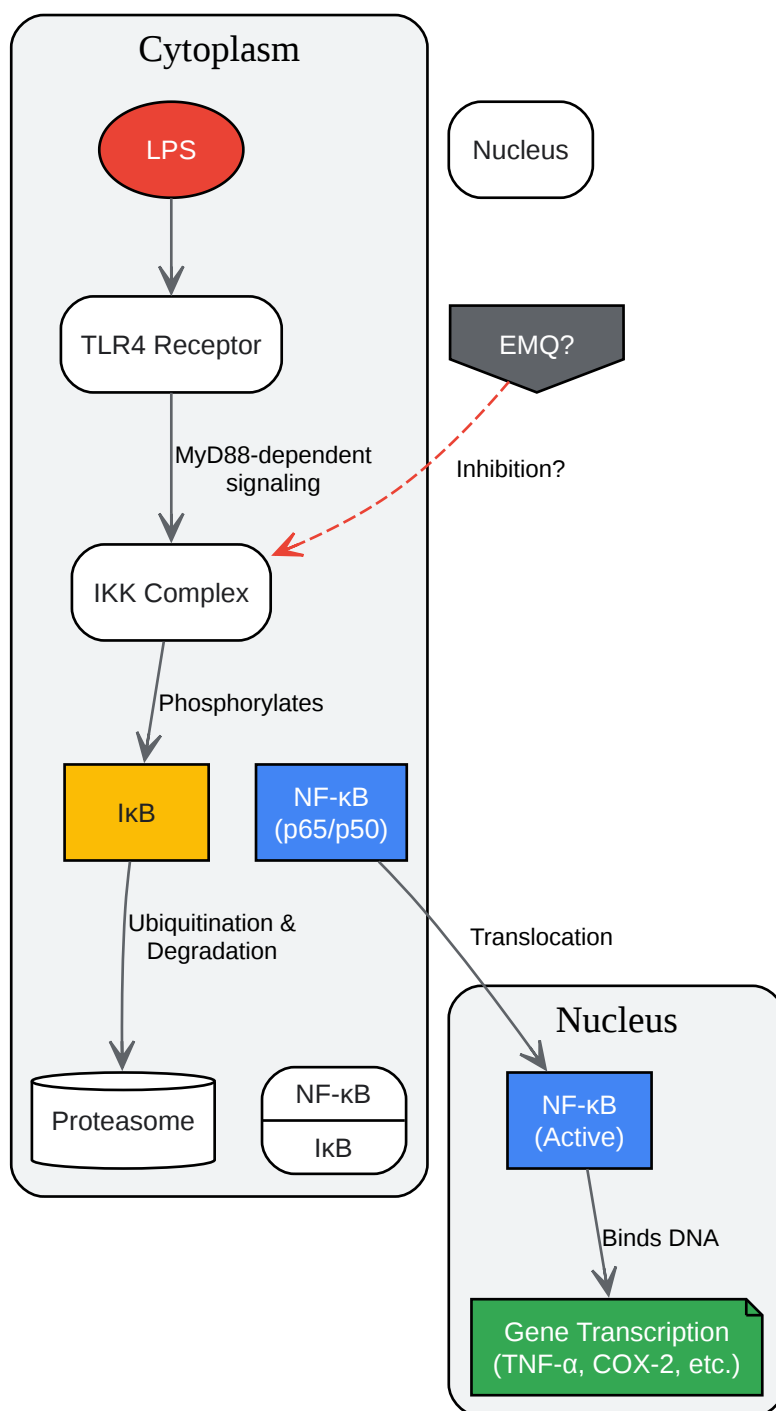 Cytoplasm
LPS
Nucleus
TLR4 Receptor
EMQ?
MyD88-dependent
signaling
Inhibition?
IKK Complex
Phosphorylates
IκB
NF-κB
(p65/p50)
Ubiquitination &
Degradation
Translocation
Nucleus
Proteasome
NF-κB
IκB
NF-κB
(Active)
Binds DNA
Gene Transcription
(TNF-α, COX-2, etc.)